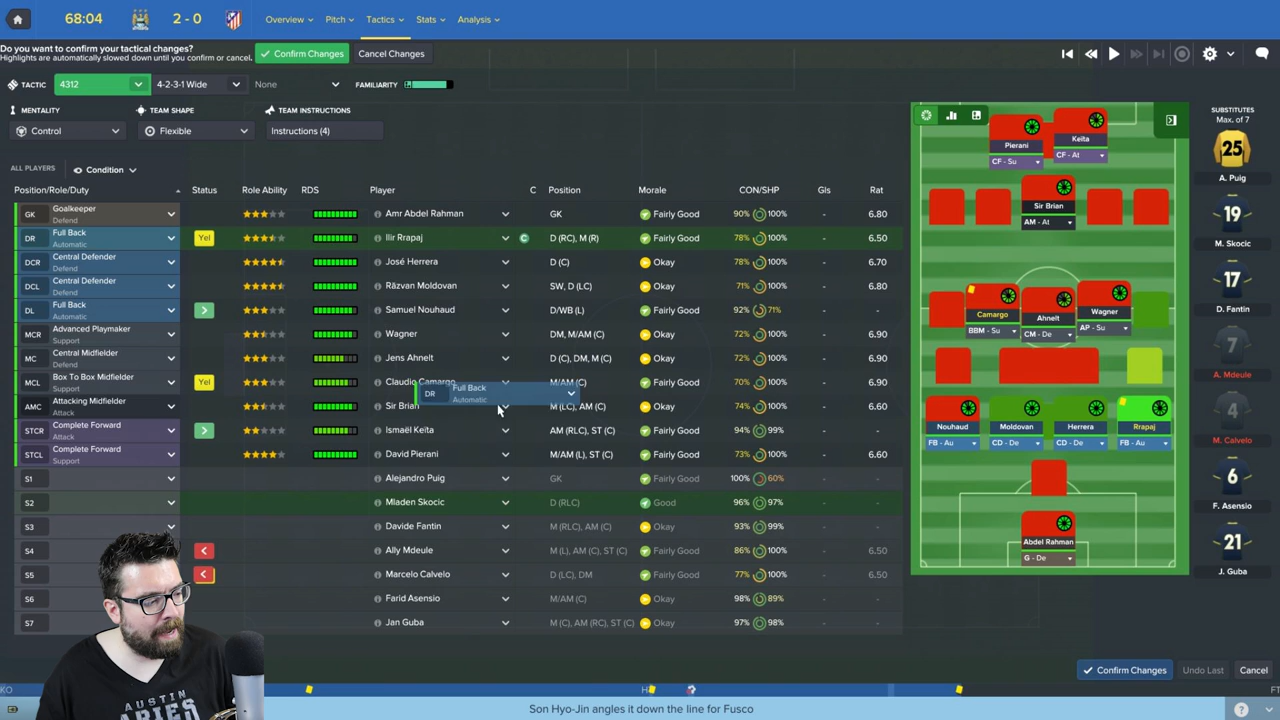 68:04
2 - 0
Overview
Pitch
Tactics
Stats
Analysis
Do you want to confirm your tactical changes?
Highlights are automatically slowed down until you confirm or cancel.
Confirm Changes
Cancel Changes
TACTIC
4312
4-2-3-1 Wide
None
FAMILIARITY
MENTALITY
TEAM SHAPE
TEAM INSTRUCTIONS
Control
Flexible
Instructions (4)
ALL PLAYERS
Condition
Position/Role/Duty Status Role Ability RDS Player C Position Morale CON/SHP Gls Rat
GK Goalkeeper Defend Amr Abdel Rahman GK Fairly Good 90% 100% - 6.80
DR Full Back Automatic Yel Ilir Rrapaj C D (RC), M (R) Fairly Good 78% 100% - 6.50
DCR Central Defender Defend José Herrera D (C) Okay 78% 100% - 6.70
DCL Central Defender Defend Răzvan Moldovan SW, D (LC) Okay 71% 100% - 6.80
DL Full Back Automatic Samuel Nouhaud D/WB (L) Fairly Good 92% 71% -
MCR Advanced Playmaker Support Wagner DM, M/AM (C) Okay 72% 100% - 6.90
MC Central Midfielder Defend Jens Ahnelt D (C), DM, M (C) Okay 72% 100% - 6.90
MCL Box To Box Midfielder Support Yel Claudio Camargo M/AM (C) Fairly Good 70% 100% - 6.90
DR Full Back Automatic
AMC Attacking Midfielder Attack Sir Brian M (LC), AM (C) Okay 74% 100% - 6.60
STCR Complete Forward Attack Ismaël Keïta AM (RLC), ST (C) Fairly Good 94% 99% -
STCL Complete Forward Support David Pierani M/AM (L), ST (C) Okay 73% 100% - 6.60
S1 Alejandro Puig GK Fairly Good 100% 60% - -
S2 Mladen Skocic D (RLC) Good 96% 97% - -
S3 Davide Fantin M (RLC), AM (C) Okay 93% 99% - -
S4 Ally Mdeule M (L), AM (C), ST (C) Fairly Good 86% 100% - 6.50
S5 Marcelo Calvelo D (LC), DM Fairly Good 77% 100% - 6.50
S6 Farid Asensio M/AM (C) Okay 98% 89% - -
S7 Jan Guba M (C), AM (RC), ST (C) Okay 97% 98% - -
Pierani
CF - Su
Keïta
CF - At
Sir Brian
AM - At
Camargo
BBM - Su
Ahnelt
CM - De
Wagner
AP - Su
Nouhaud
FB - Au
Moldovan
CD - De
Herrera
CD - De
Rrapaj
FB - Au
Abdel Rahman
G - De
SUBSTITUTES
Max. of 7
25
A. Puig
19
M. Skocic
17
D. Fantin
7
A. Mdeule
4
M. Calvelo
6
F. Asensio
21
J. Guba
Confirm Changes
Undo Last
Cancel
KO
FT
Son Hyo-Jin angles it down the line for Fusco
AUSTIN
ARIES